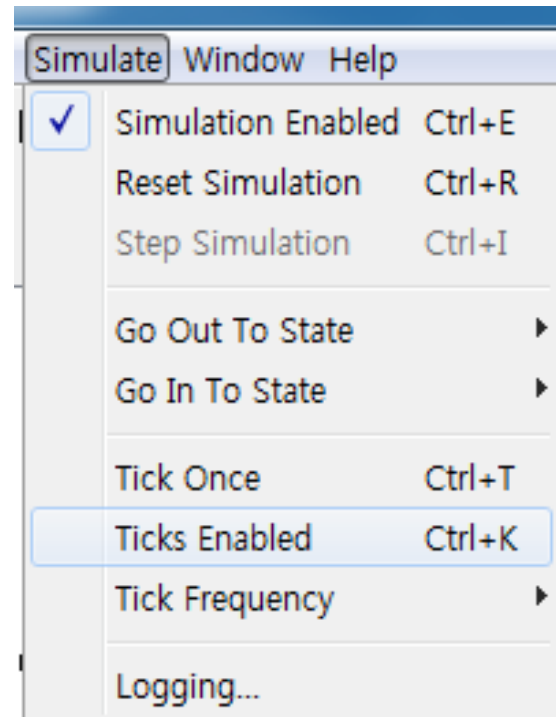 Simulate Window Help
Simulation Enabled Ctrl+E
Reset Simulation Ctrl+R
Step Simulation Ctrl+I
Go Out To State
Go In To State
Tick Once Ctrl+T
Ticks Enabled Ctrl+K
Tick Frequency
Logging...